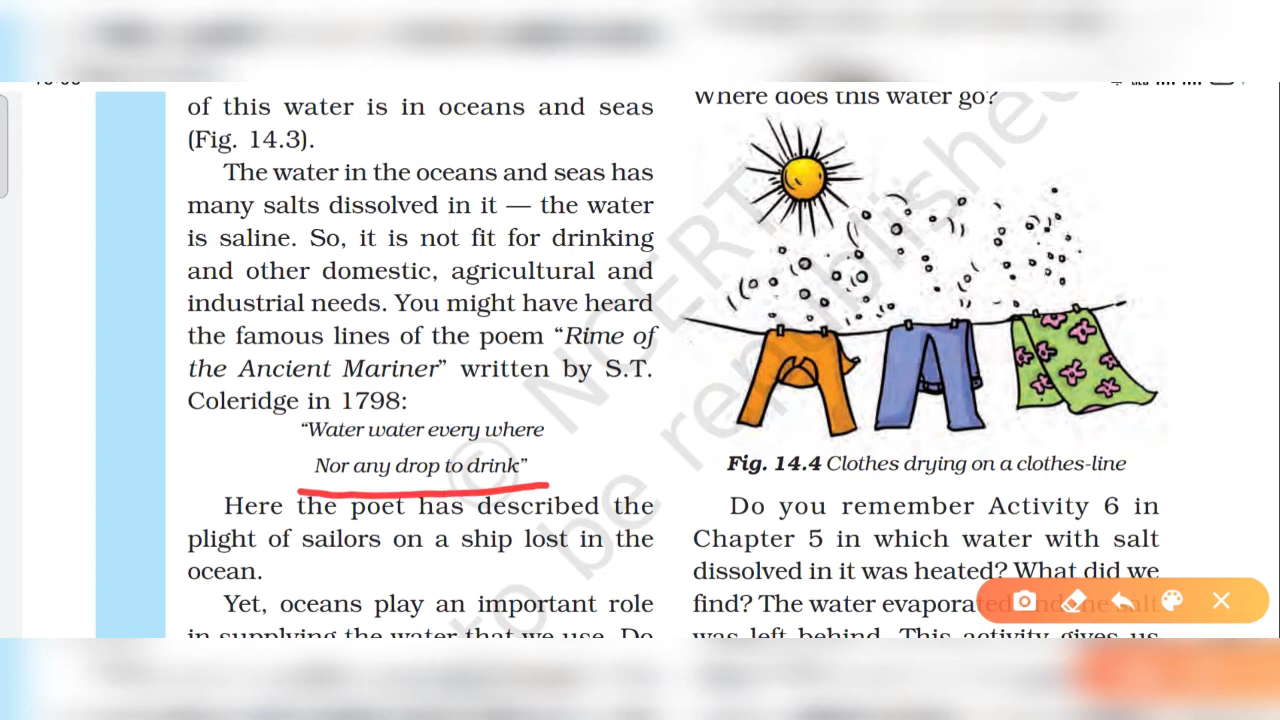 of this water is in oceans and seas
(Fig. 14.3).
The water in the oceans and seas has
many salts dissolved in it — the water
is saline. So, it is not fit for drinking
and other domestic, agricultural and
industrial needs. You might have heard
the famous lines of the poem “Rime of
the Ancient Mariner” written by S.T.
Coleridge in 1798:
“Water water every where
Nor any drop to drink”
Here the poet has described the
plight of sailors on a ship lost in the
ocean.
Yet, oceans play an important role
in supplying the water that we use. Do
Where does this water go?
Fig. 14.4 Clothes drying on a clothes-line
Do you remember Activity 6 in
Chapter 5 in which water with salt
dissolved in it was heated? What did we
find? The water evaporated and the salt
was left behind. This activity gives us
© NCERT
to be republished